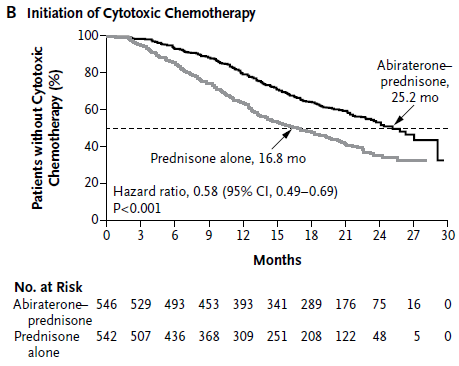 B Initiation of Cytotoxic Chemotherapy
Patients without Cytotoxic
Chemotherapy (%)
100
80
60
40
20
0
Abiraterone–
prednisone,
25.2 mo
Prednisone alone, 16.8 mo
Hazard ratio, 0.58 (95% CI, 0.49–0.69)
P<0.001
0 3 6 9 12 15 18 21 24 27 30
Months
No. at Risk
Abiraterone– 546 529 493 453 393 341 289 176 75 16 0
prednisone
Prednisone 542 507 436 368 309 251 208 122 48 5 0
alone